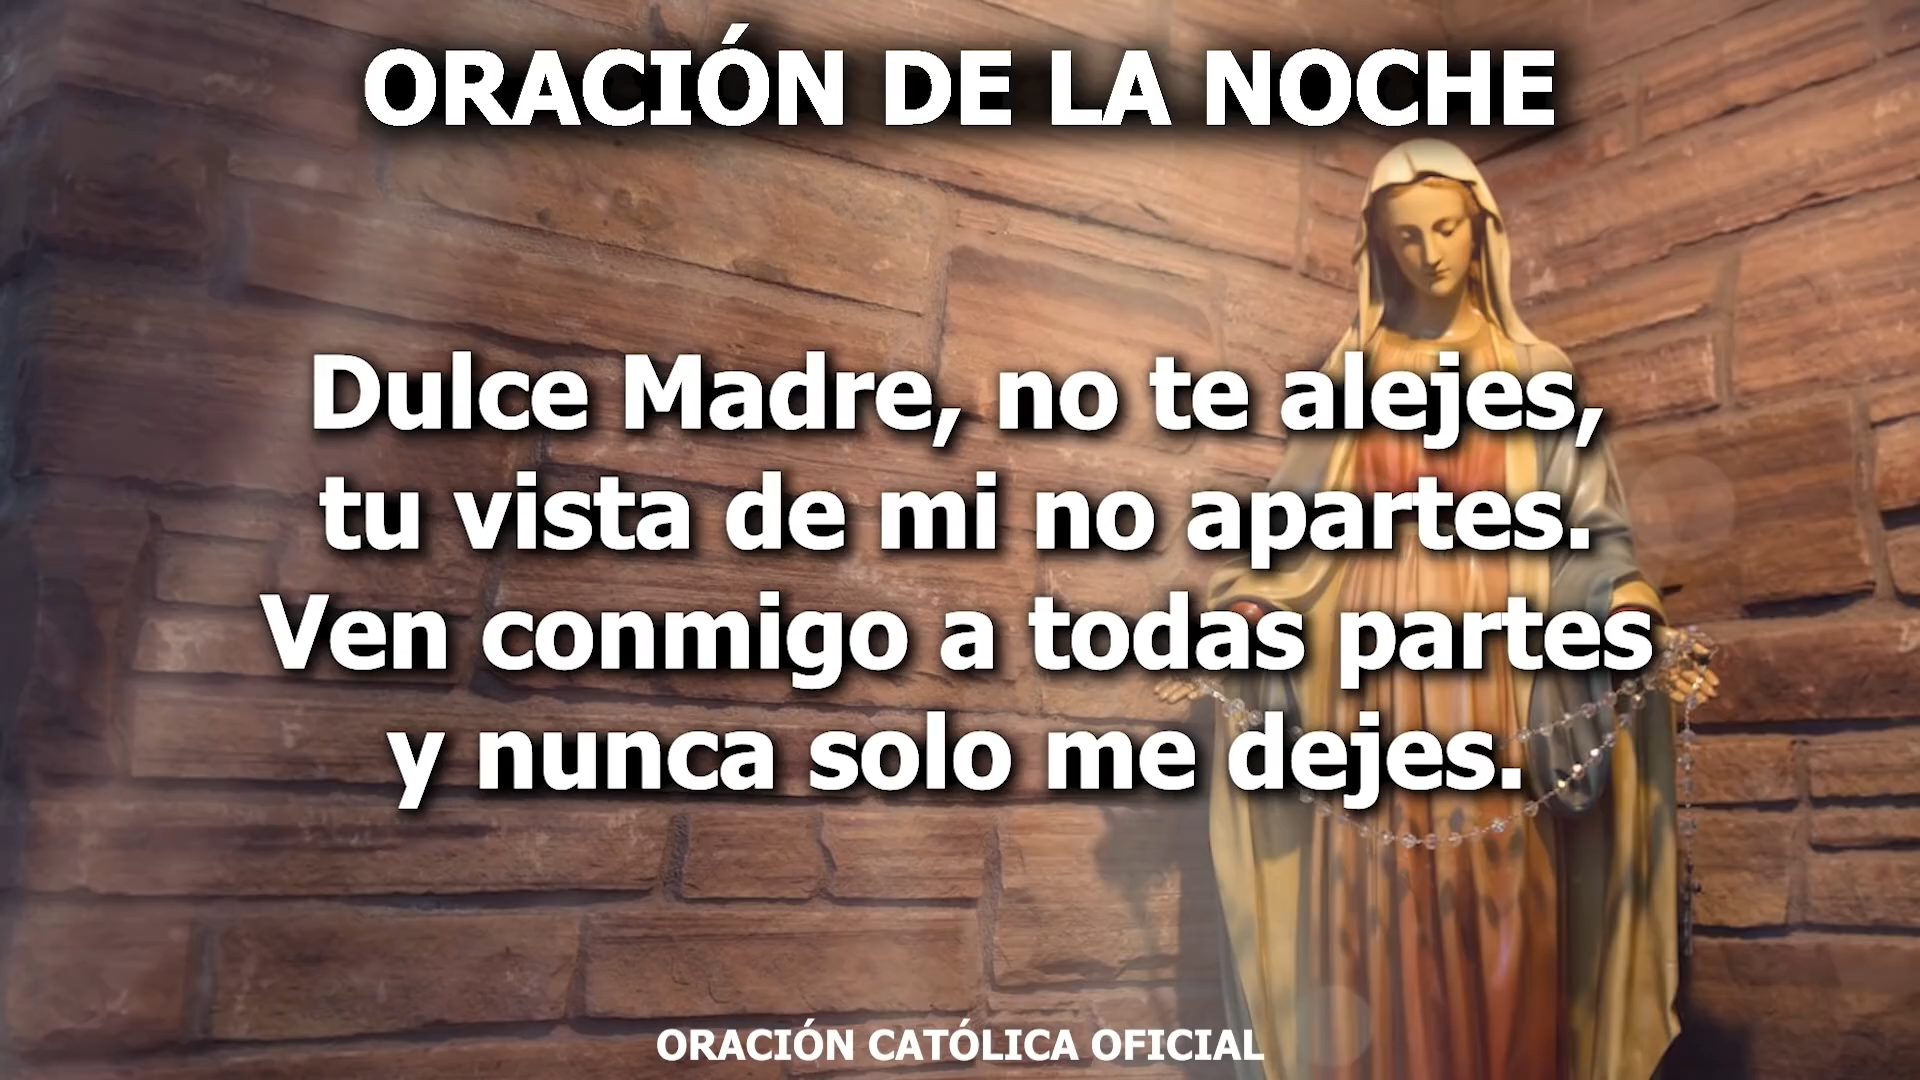 ORACIÓN DE LA NOCHE
Dulce Madre, no te alejes,
tu vista de mi no apartes.
Ven conmigo a todas partes
y nunca solo me dejes.
ORACIÓN CATÓLICA OFICIAL